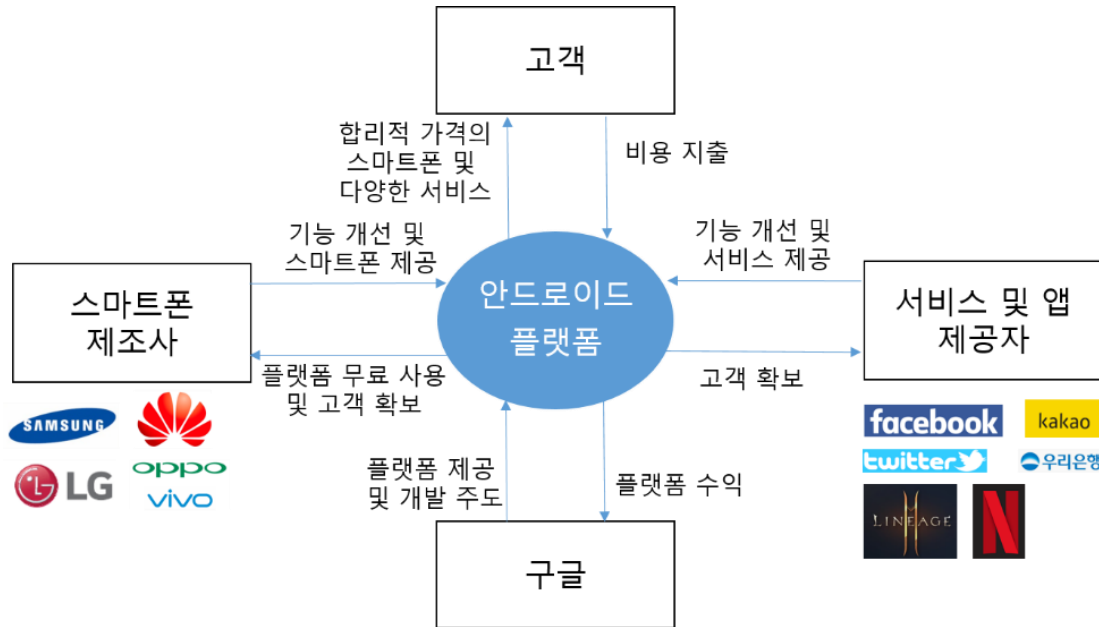 고객
합리적 가격의
스마트폰 및
다양한 서비스
비용 지출
기능 개선 및
스마트폰 제공
기능 개선 및
서비스 제공
스마트폰
제조사
안드로이드
플랫폼
서비스 및 앱
제공자
플랫폼 무료 사용
및 고객 확보
고객 확보
SAMSUNG
LG
oppo
vivo
facebook
kakao
twitter
우리은행
LINEAGE
N
플랫폼 제공
및 개발 주도
플랫폼 수익
구글